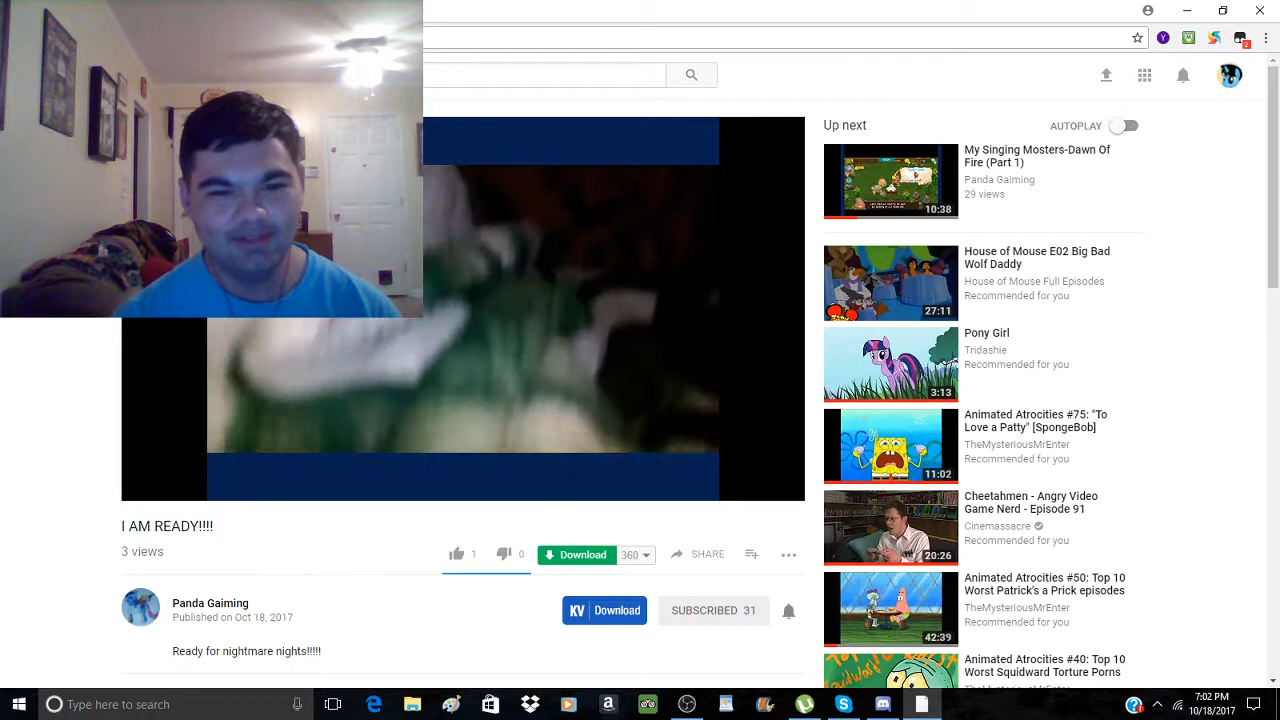 2
Up next
AUTOPLAY
My Singing Mosters-Dawn Of
Fire (Part 1)
Panda Gaiming
29 views
10:38
House of Mouse E02 Big Bad
Wolf Daddy
House of Mouse Full Episodes
Recommended for you
27:11
Pony Girl
Tridashie
Recommended for you
3:13
Animated Atrocities #75: "To
Love a Patty" [SpongeBob]
TheMysteriousMrEnter
Recommended for you
11:02
Cheetahmen - Angry Video
Game Nerd - Episode 91
Cinemassacre
Recommended for you
20:26
Animated Atrocities #50: Top 10
Worst Patrick's a Prick episodes
TheMysteriousMrEnter
Recommended for you
42:39
Animated Atrocities #40: Top 10
Worst Squidward Torture Porns
I AM READY!!!!
3 views
1
0
Download
360
SHARE
Panda Gaiming
Published on Oct 18, 2017
KV Download
SUBSCRIBED 31
Ready for nightmare nights!!!!!
Type here to search
7:02 PM
10/18/2017